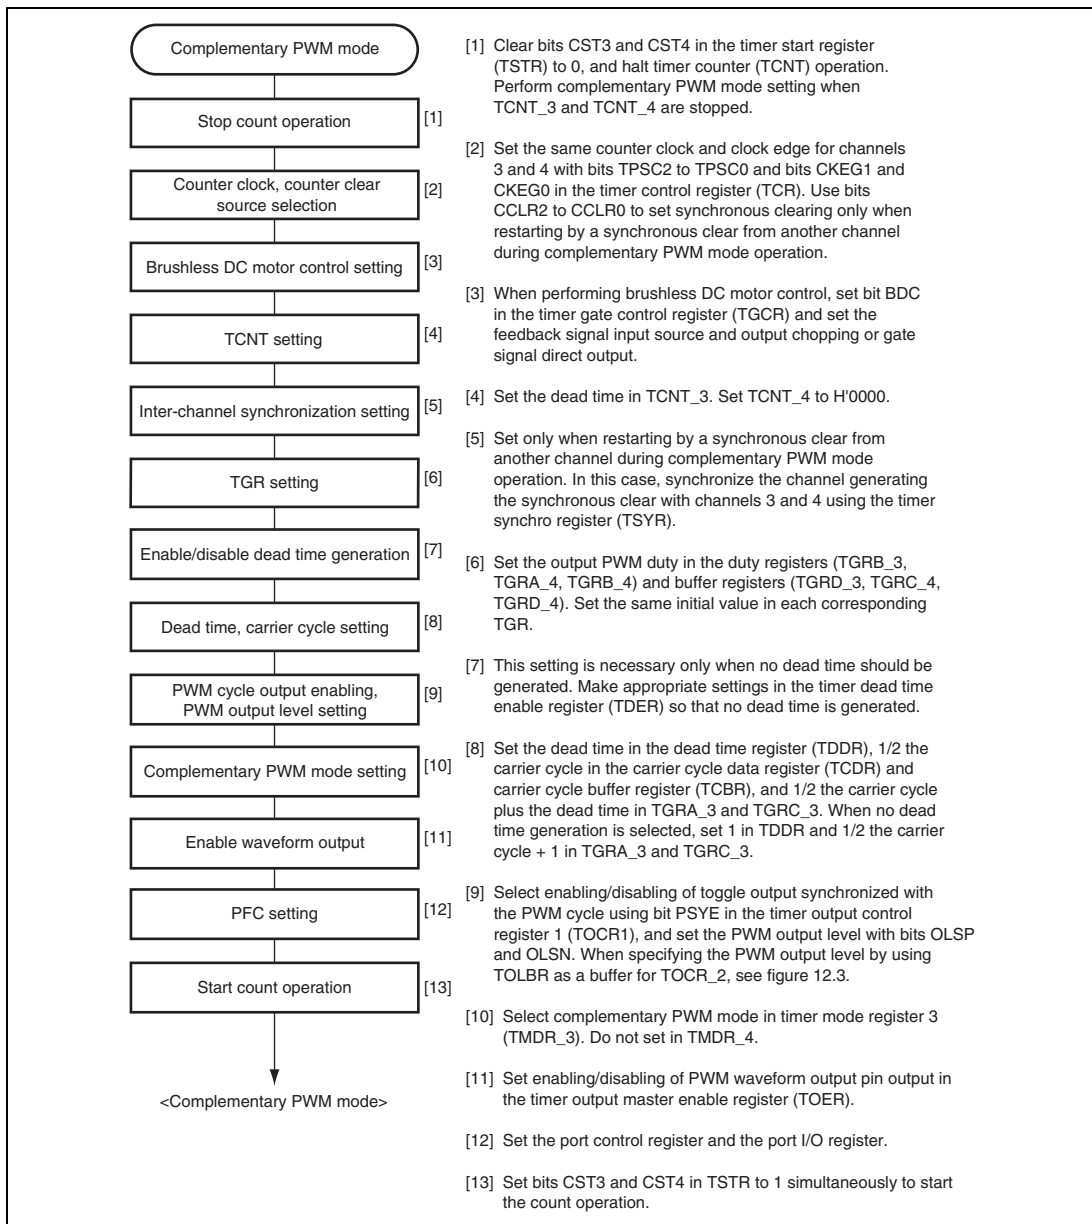 Complementary PWM mode
Stop count operation
[1]
Counter clock, counter clear
source selection
[2]
Brushless DC motor control setting
[3]
TCNT setting
[4]
Inter-channel synchronization setting
[5]
TGR setting
[6]
Enable/disable dead time generation
[7]
Dead time, carrier cycle setting
[8]
PWM cycle output enabling,
PWM output level setting
[9]
Complementary PWM mode setting
[10]
Enable waveform output
[11]
PFC setting
[12]
Start count operation
[13]
<Complementary PWM mode>
[1] Clear bits CST3 and CST4 in the timer start register
(TSTR) to 0, and halt timer counter (TCNT) operation.
Perform complementary PWM mode setting when
TCNT_3 and TCNT_4 are stopped.
[2] Set the same counter clock and clock edge for channels
3 and 4 with bits TPSC2 to TPSC0 and bits CKEG1 and
CKEG0 in the timer control register (TCR). Use bits
CCLR2 to CCLR0 to set synchronous clearing only when
restarting by a synchronous clear from another channel
during complementary PWM mode operation.
[3] When performing brushless DC motor control, set bit BDC
in the timer gate control register (TGCR) and set the
feedback signal input source and output chopping or gate
signal direct output.
[4] Set the dead time in TCNT_3. Set TCNT_4 to H'0000.
[5] Set only when restarting by a synchronous clear from
another channel during complementary PWM mode
operation. In this case, synchronize the channel generating
the synchronous clear with channels 3 and 4 using the timer
synchro register (TSYR).
[6] Set the output PWM duty in the duty registers (TGRB_3,
TGRA_4, TGRB_4) and buffer registers (TGRD_3, TGRC_4,
TGRD_4). Set the same initial value in each corresponding
TGR.
[7] This setting is necessary only when no dead time should be
generated. Make appropriate settings in the timer dead time
enable register (TDER) so that no dead time is generated.
[8] Set the dead time in the dead time register (TDDR), 1/2 the
carrier cycle in the carrier cycle data register (TCDR) and
carrier cycle buffer register (TCBR), and 1/2 the carrier cycle
plus the dead time in TGRA_3 and TGRC_3. When no dead
time generation is selected, set 1 in TDDR and 1/2 the carrier
cycle + 1 in TGRA_3 and TGRC_3.
[9] Select enabling/disabling of toggle output synchronized with
the PWM cycle using bit PSYE in the timer output control
register 1 (TOCR1), and set the PWM output level with bits OLSP
and OLSN. When specifying the PWM output level by using
TOLBR as a buffer for TOCR_2, see figure 12.3.
[10] Select complementary PWM mode in timer mode register 3
(TMDR_3). Do not set in TMDR_4.
[11] Set enabling/disabling of PWM waveform output pin output in
the timer output master enable register (TOER).
[12] Set the port control register and the port I/O register.
[13] Set bits CST3 and CST4 in TSTR to 1 simultaneously to start
the count operation.